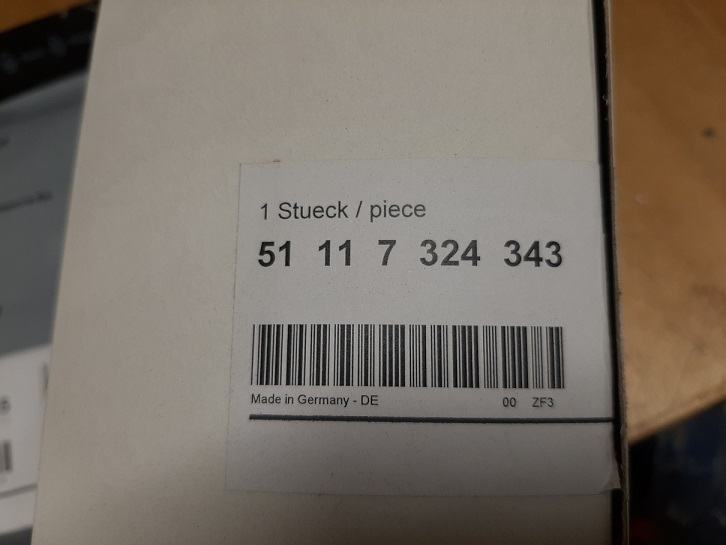 1 Stueck / piece
51 11 7 324 343
Made in Germany - DE 00 ZF3